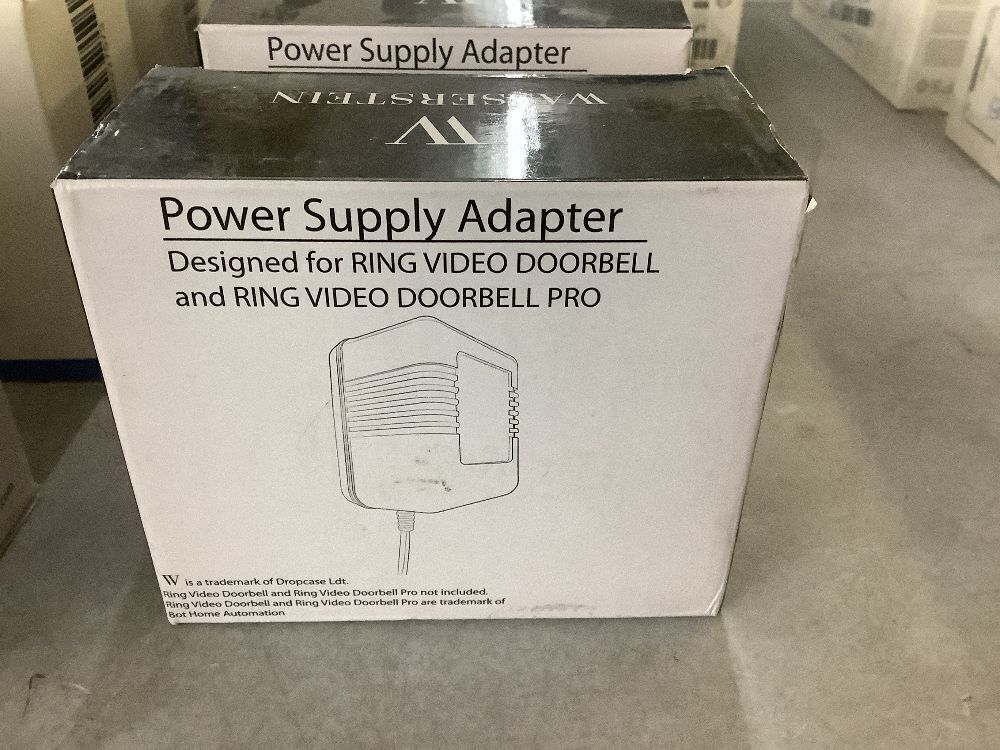 Power Supply Adapter
WASSERSTEIN
W
Power Supply Adapter
Designed for RING VIDEO DOORBELL
and RING VIDEO DOORBELL PRO
W is a trademark of Dropcase Ldt.
Ring Video Doorbell and Ring Video Doorbell Pro not included.
Ring Video Doorbell and Ring Video Doorbell Pro are trademark of
Bot Home Automation